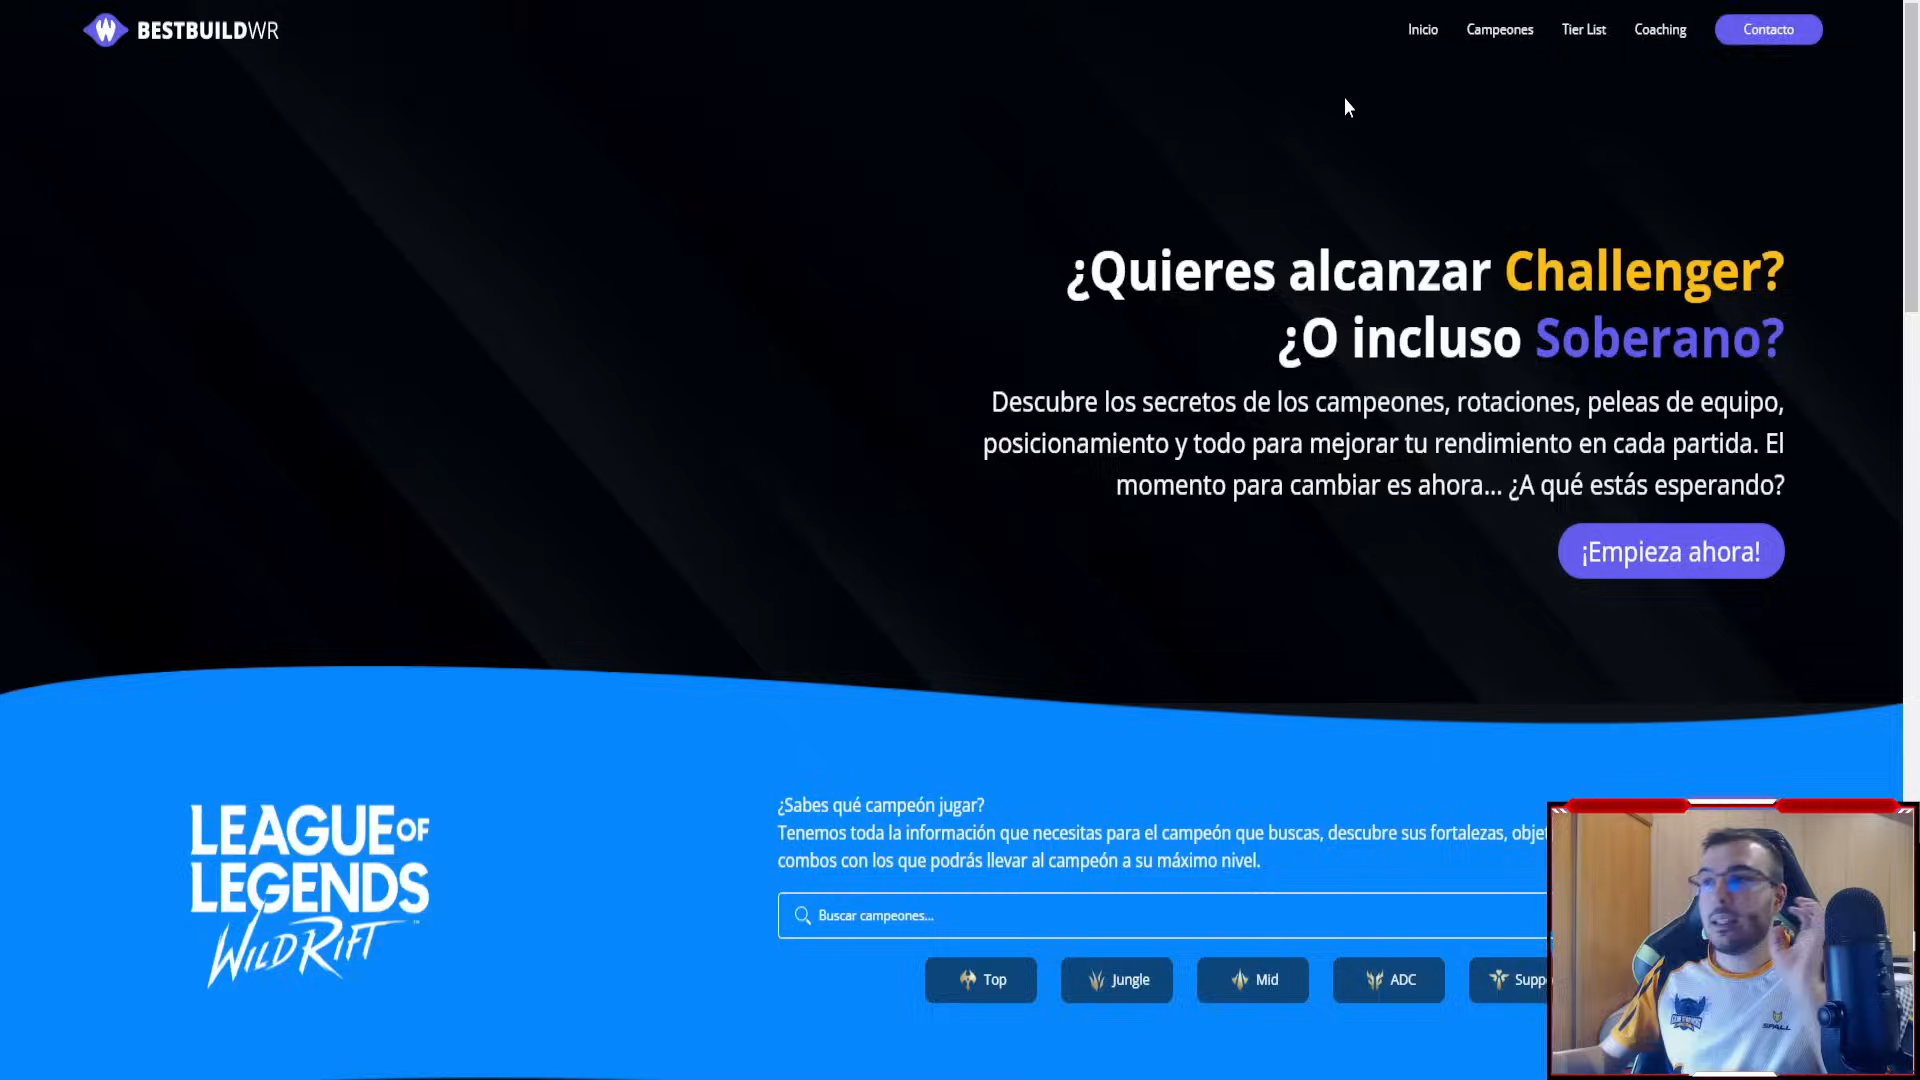 BESTBUILDWR
Inicio
Campeones
Tier List
Coaching
Contacto
¿Quieres alcanzar Challenger?
¿O incluso Soberano?
Descubre los secretos de los campeones, rotaciones, peleas de equipo,
posicionamiento y todo para mejorar tu rendimiento en cada partida. El
momento para cambiar es ahora... ¿A qué estás esperando?
¡Empieza ahora!
LEAGUE OF
LEGENDS
WILD RIFT
¿Sabes qué campeón jugar?
Tenemos toda la información que necesitas para el campeón que buscas, descubre sus fortalezas, obje
combos con los que podrás llevar al campeón a su máximo nivel.
Buscar campeones...
Top
Jungle
Mid
ADC
Supp
SPALL